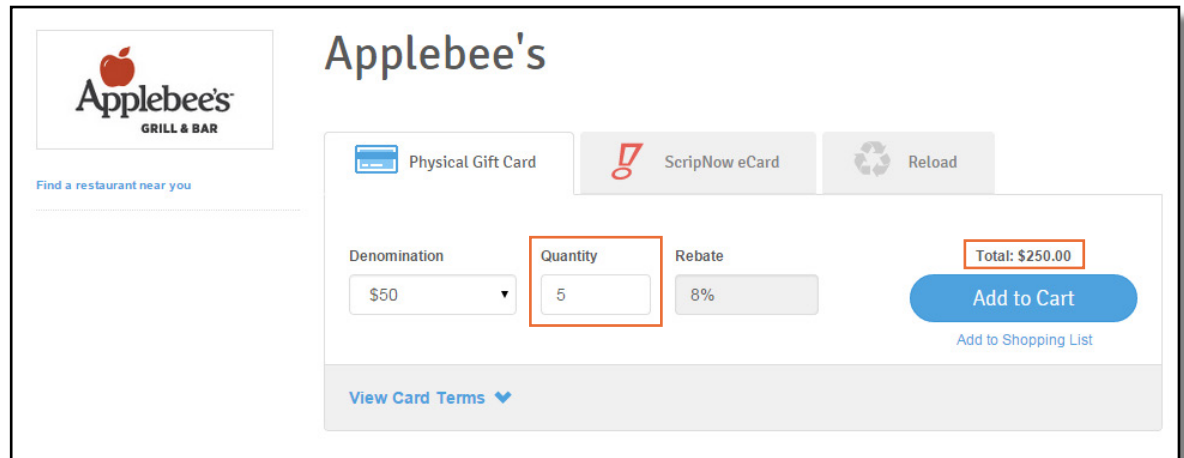 Applebee's
GRILL & BAR
Find a restaurant near you
Applebee's
Physical Gift Card
ScripNow eCard
Reload
Denomination
Quantity
Rebate
Total: $250.00
$50
5
8%
Add to Cart
Add to Shopping List
View Card Terms